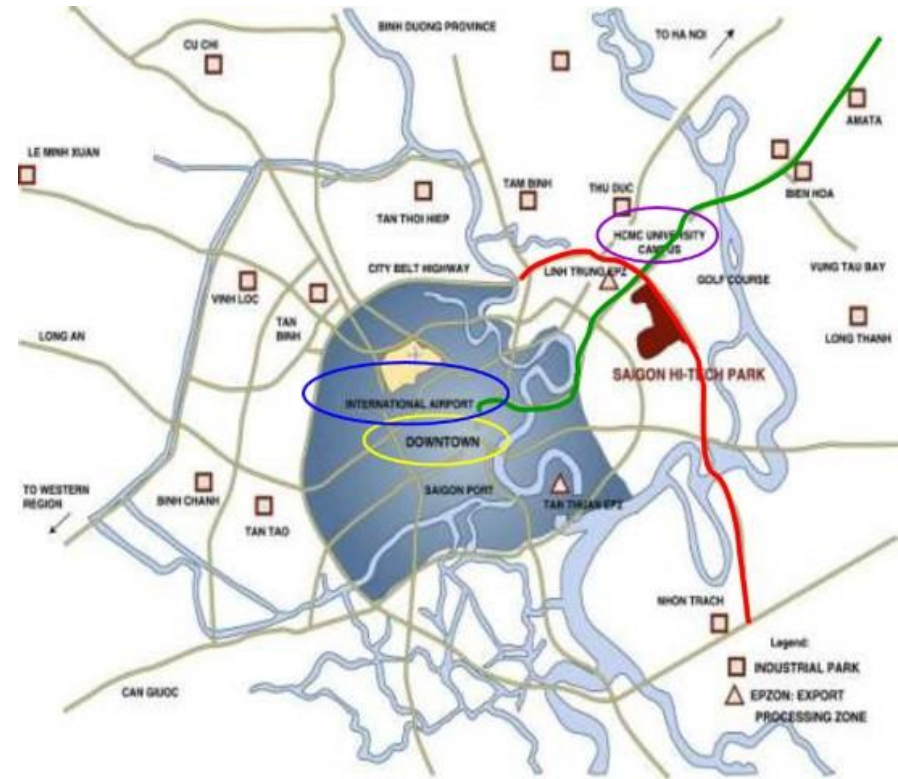 BINH DUONG PROVINCE
TO HA NOI
CU CHI
AMATA
LE MINH XUAN
TAM BINH
THU DUC
BIEN HOA
TAN THOI HIEP
HCMC UNIVERSITY
CAMPUS
CITY BELT HIGHWAY
LINH TRUNG EPZ
GOLF COURSE
VUNG TAU BAY
VINH LOC
TAN
BINH
LONG AN
LONG THANH
SAIGON HI-TECH PARK
INTERNATIONAL AIRPORT
DOWNTOWN
TO WESTERN
REGION
BINH CHANH
SAIGON PORT
TAN THUAN EPZ
TAN TAO
NHON TRACH
Legend:
INDUSTRIAL PARK
CAN GIUOC
EPZON: EXPORT
PROCESSING ZONE